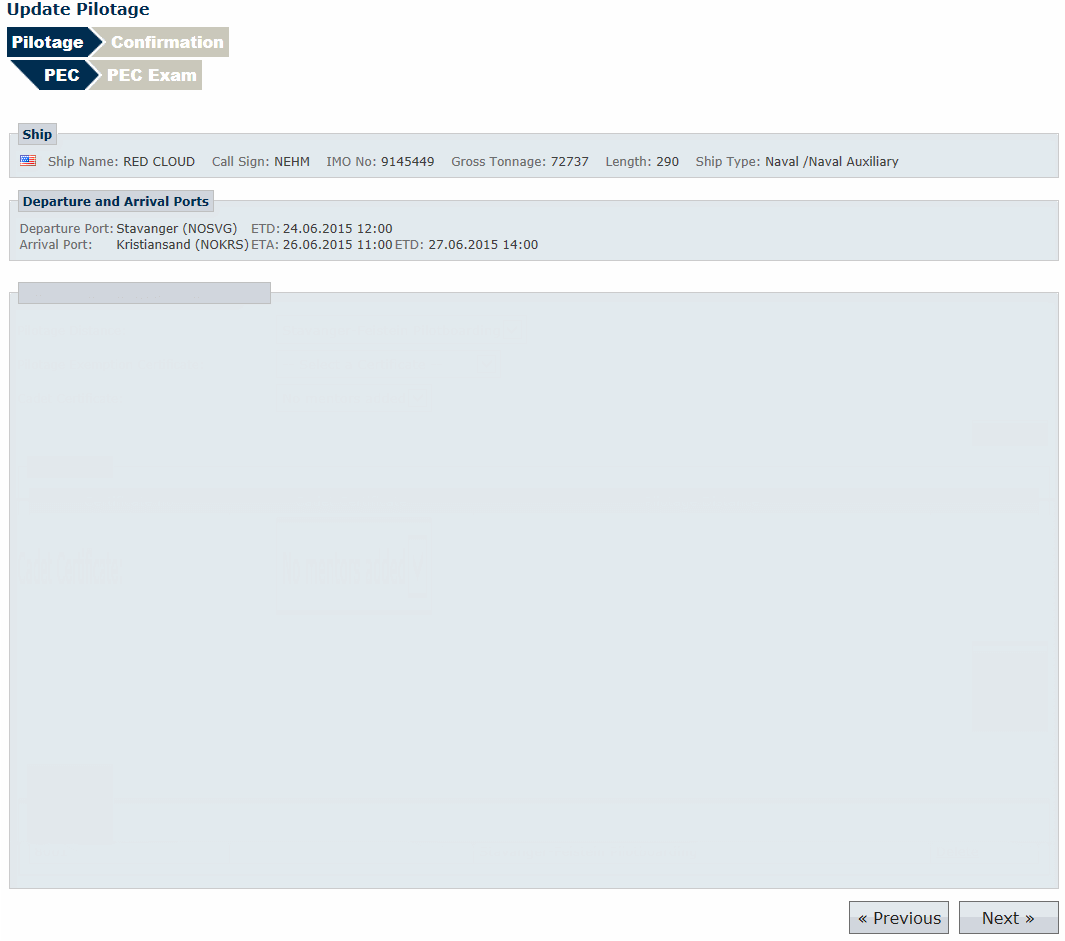 Update Pilotage
Pilotage Confirmation
PEC PEC Exam
Ship
Ship Name: RED CLOUD Call Sign: NEHM IMO No: 9145449 Gross Tonnage: 72737 Length: 290 Ship Type: Naval /Naval Auxiliary
Departure and Arrival Ports
Departure Port: Stavanger (NOSVG) ETD: 24.06.2015 12:00
Arrival Port: Kristiansand (NOKRS) ETA: 26.06.2015 11:00 ETD: 27.06.2015 14:00
« Previous Next »